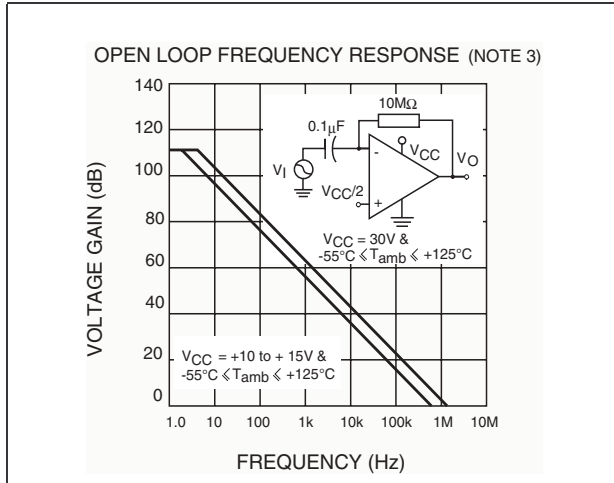 OPEN LOOP FREQUENCY RESPONSE (NOTE 3)
140
120
100
80
60
40
20
0
VOLTAGE GAIN (dB)
10MΩ
0.1µF
VI
VCC/2
-
+
VCC
VO
VCC = 30V &
-55°C ⩽ Tamb ⩽ +125°C
VCC = +10 to + 15V &
-55°C ⩽ Tamb ⩽ +125°C
1.0 10 100 1k 10k 100k 1M 10M
FREQUENCY (Hz)